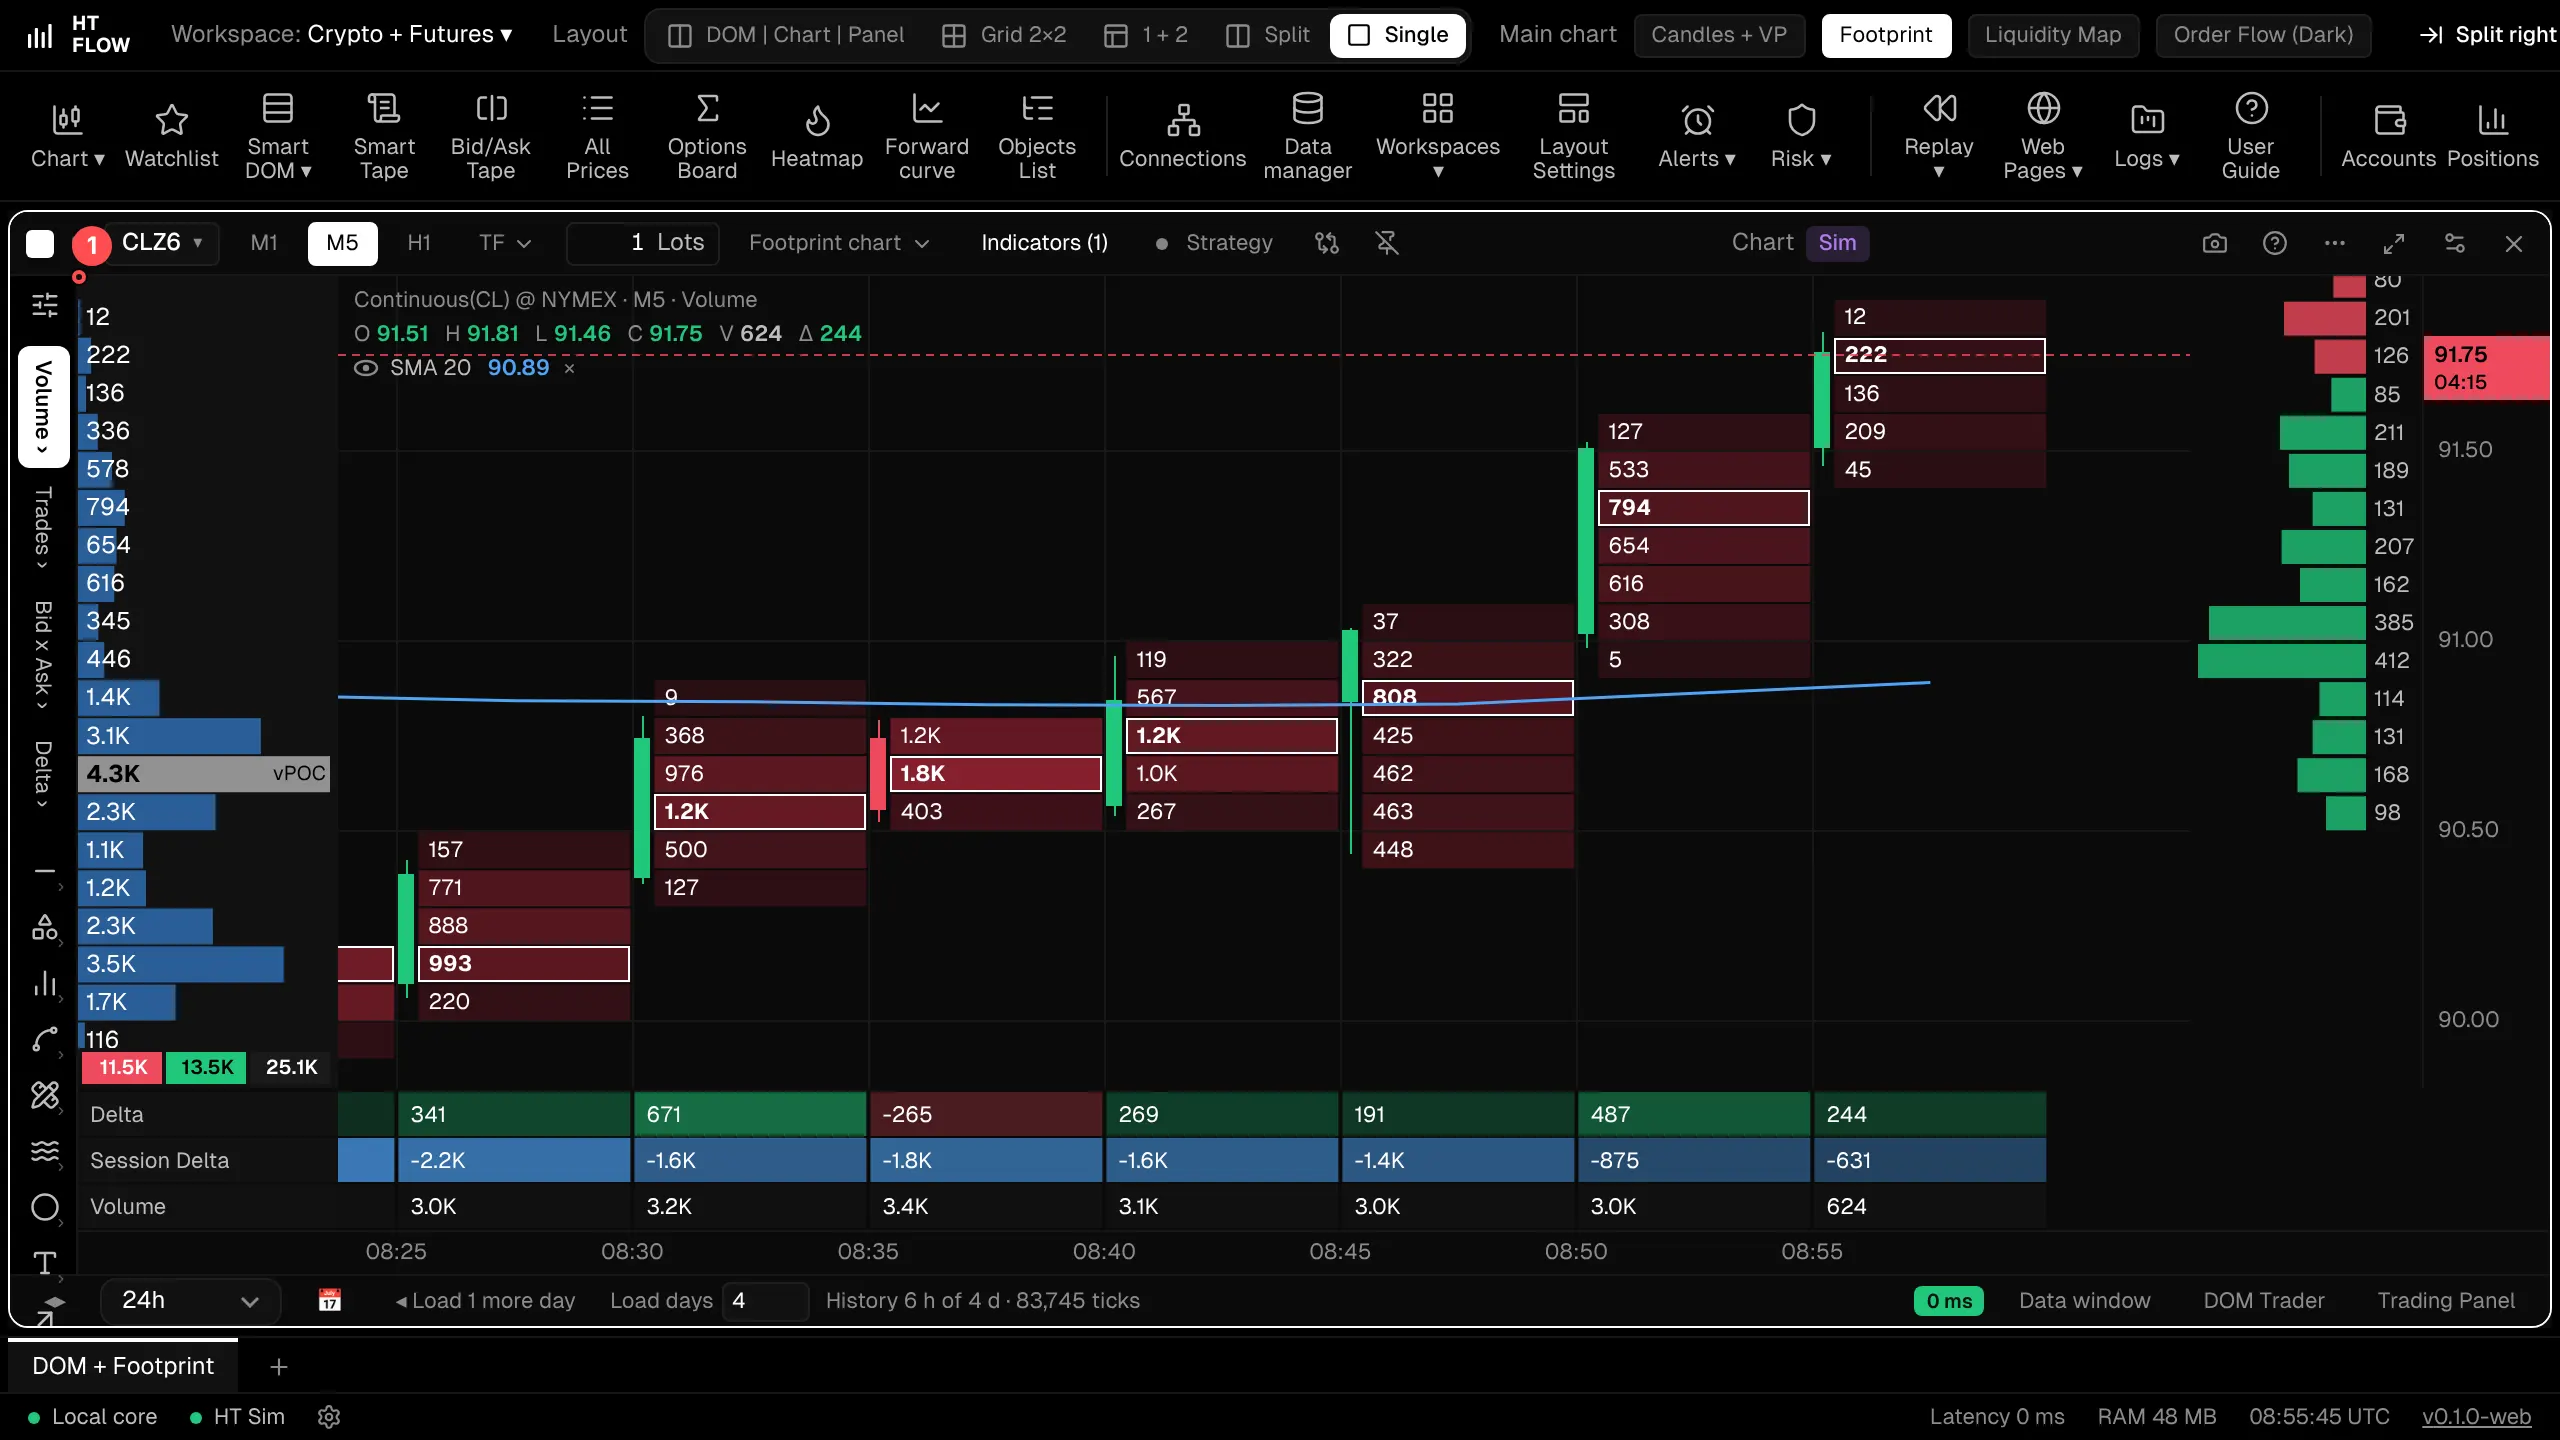 HT FLOW
Workspace: Crypto + Futures ▾
Layout
DOM | Chart | Panel
Grid 2×2
1 + 2
Split
Single
Main chart
Candles + VP
Footprint
Liquidity Map
Order Flow (Dark)
Split right
Chart ▾
Watchlist
Smart DOM ▾
Smart Tape
Bid/Ask Tape
All Prices
Options Board
Heatmap
Forward curve
Objects List
Connections
Data manager
Workspaces ▾
Layout Settings
Alerts ▾
Risk ▾
Replay ▾
Web Pages ▾
Logs ▾
User Guide
Accounts
Positions
1
CLZ6 ▾
M1
M5
H1
TF
1 Lots
Footprint chart
Indicators (1)
Strategy
Chart
Sim
Continuous(CL) @ NYMEX · M5 · Volume
O 91.51 H 91.81 L 91.46 C 91.75 V 624 Δ 244
SMA 20 90.89 ×
Volume ›
Trades ›
Bid x Ask ›
Delta ›
12
222
136
336
578
794
654
616
345
446
1.4K
3.1K
4.3K vPOC
2.3K
1.1K
1.2K
2.3K
3.5K
1.7K
116
11.5K 13.5K 25.1K
157
771
888
993
220
9
368
976
1.2K
500
127
1.2K
1.8K
403
119
567
1.2K
1.0K
267
37
322
808
425
462
463
448
127
533
794
654
616
308
5
12
222
136
209
45
80
201
126
85
211
189
131
207
162
385
412
114
131
168
98
91.75
04:15
91.50
91.00
90.50
90.00
Delta 341 671 -265 269 191 487 244
Session Delta -2.2K -1.6K -1.8K -1.6K -1.4K -875 -631
Volume 3.0K 3.2K 3.4K 3.1K 3.0K 3.0K 624
08:25 08:30 08:35 08:40 08:45 08:50 08:55
24h
July 17
◂ Load 1 more day
Load days 4
History 6 h of 4 d · 83,745 ticks
0 ms
Data window
DOM Trader
Trading Panel
DOM + Footprint
+
Local core
HT Sim
Latency 0 ms
RAM 48 MB
08:55:45 UTC
v0.1.0-web